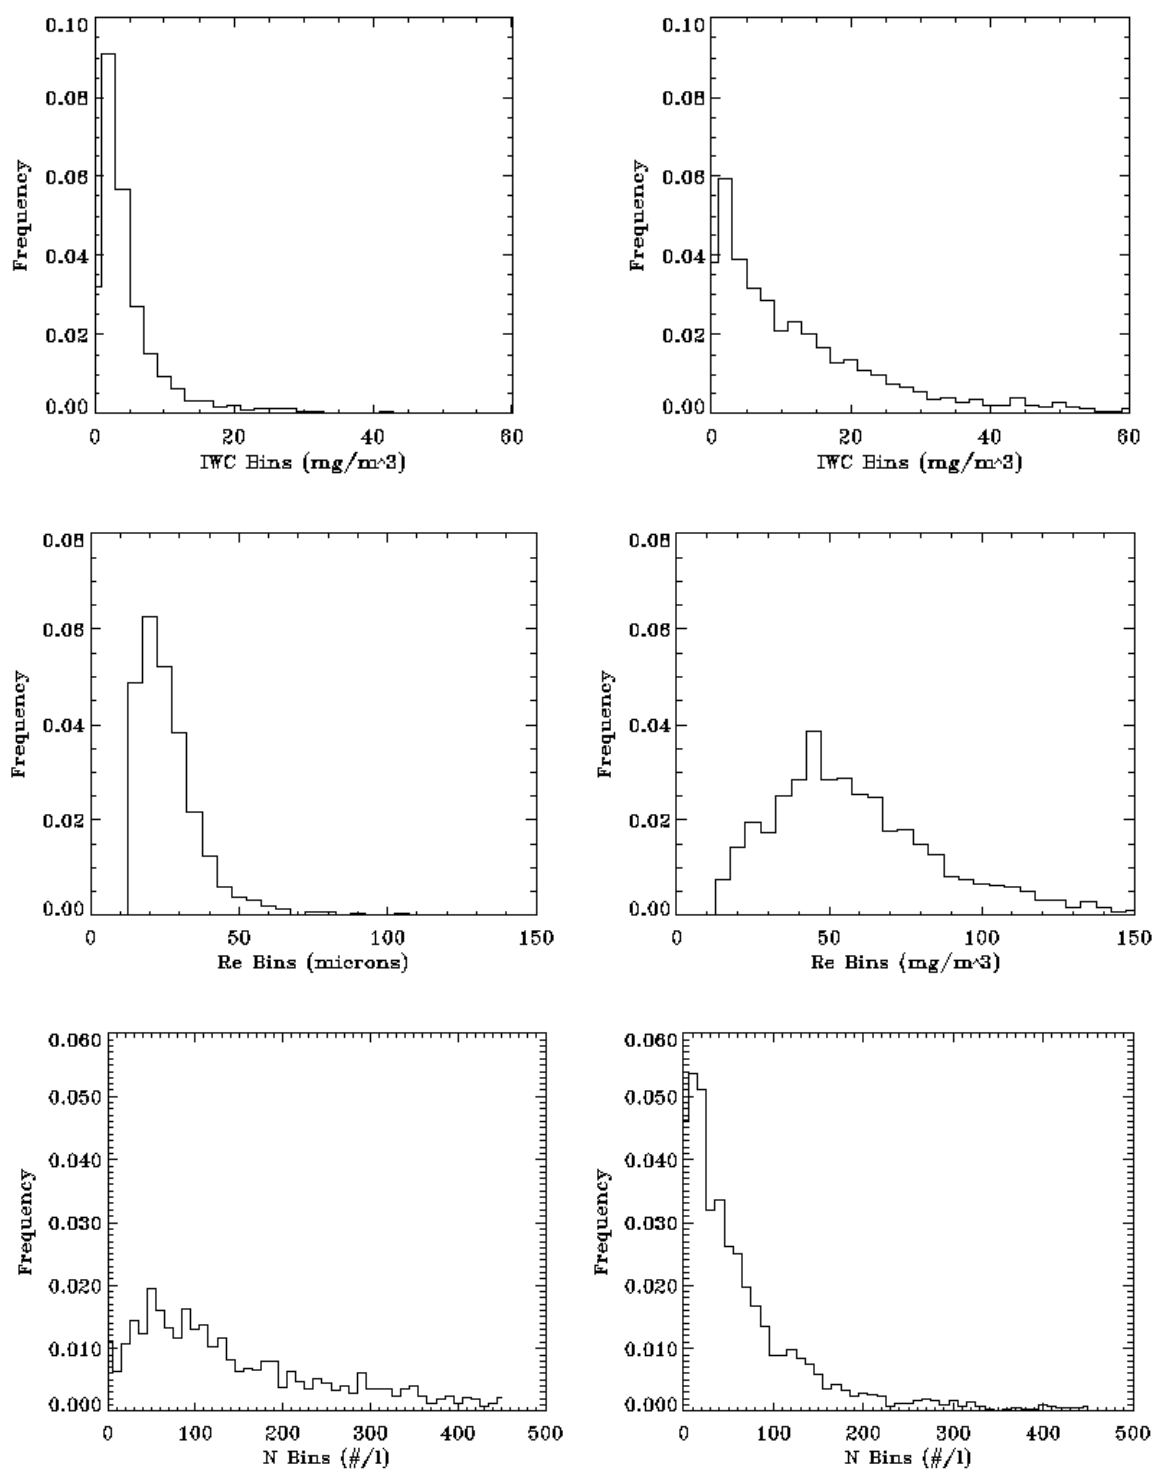 0.10 0.10
0.08 0.08
0.06 0.06
0.04 0.04
0.02 0.02
0.00 0.00
Frequency Frequency
0 20 40 60 0 20 40 60
IWC Bins (mg/m^3) IWC Bins (mg/m^3)
0.08 0.08
0.06 0.06
0.04 0.04
0.02 0.02
0.00 0.00
Frequency Frequency
0 50 100 150 0 50 100 150
Re Bins (microns) Re Bins (mg/m^3)
0.060 0.060
0.050 0.050
0.040 0.040
0.030 0.030
0.020 0.020
0.010 0.010
0.000 0.000
Frequency Frequency
0 100 200 300 400 500 0 100 200 300 400 500
N Bins (#/l) N Bins (#/l)